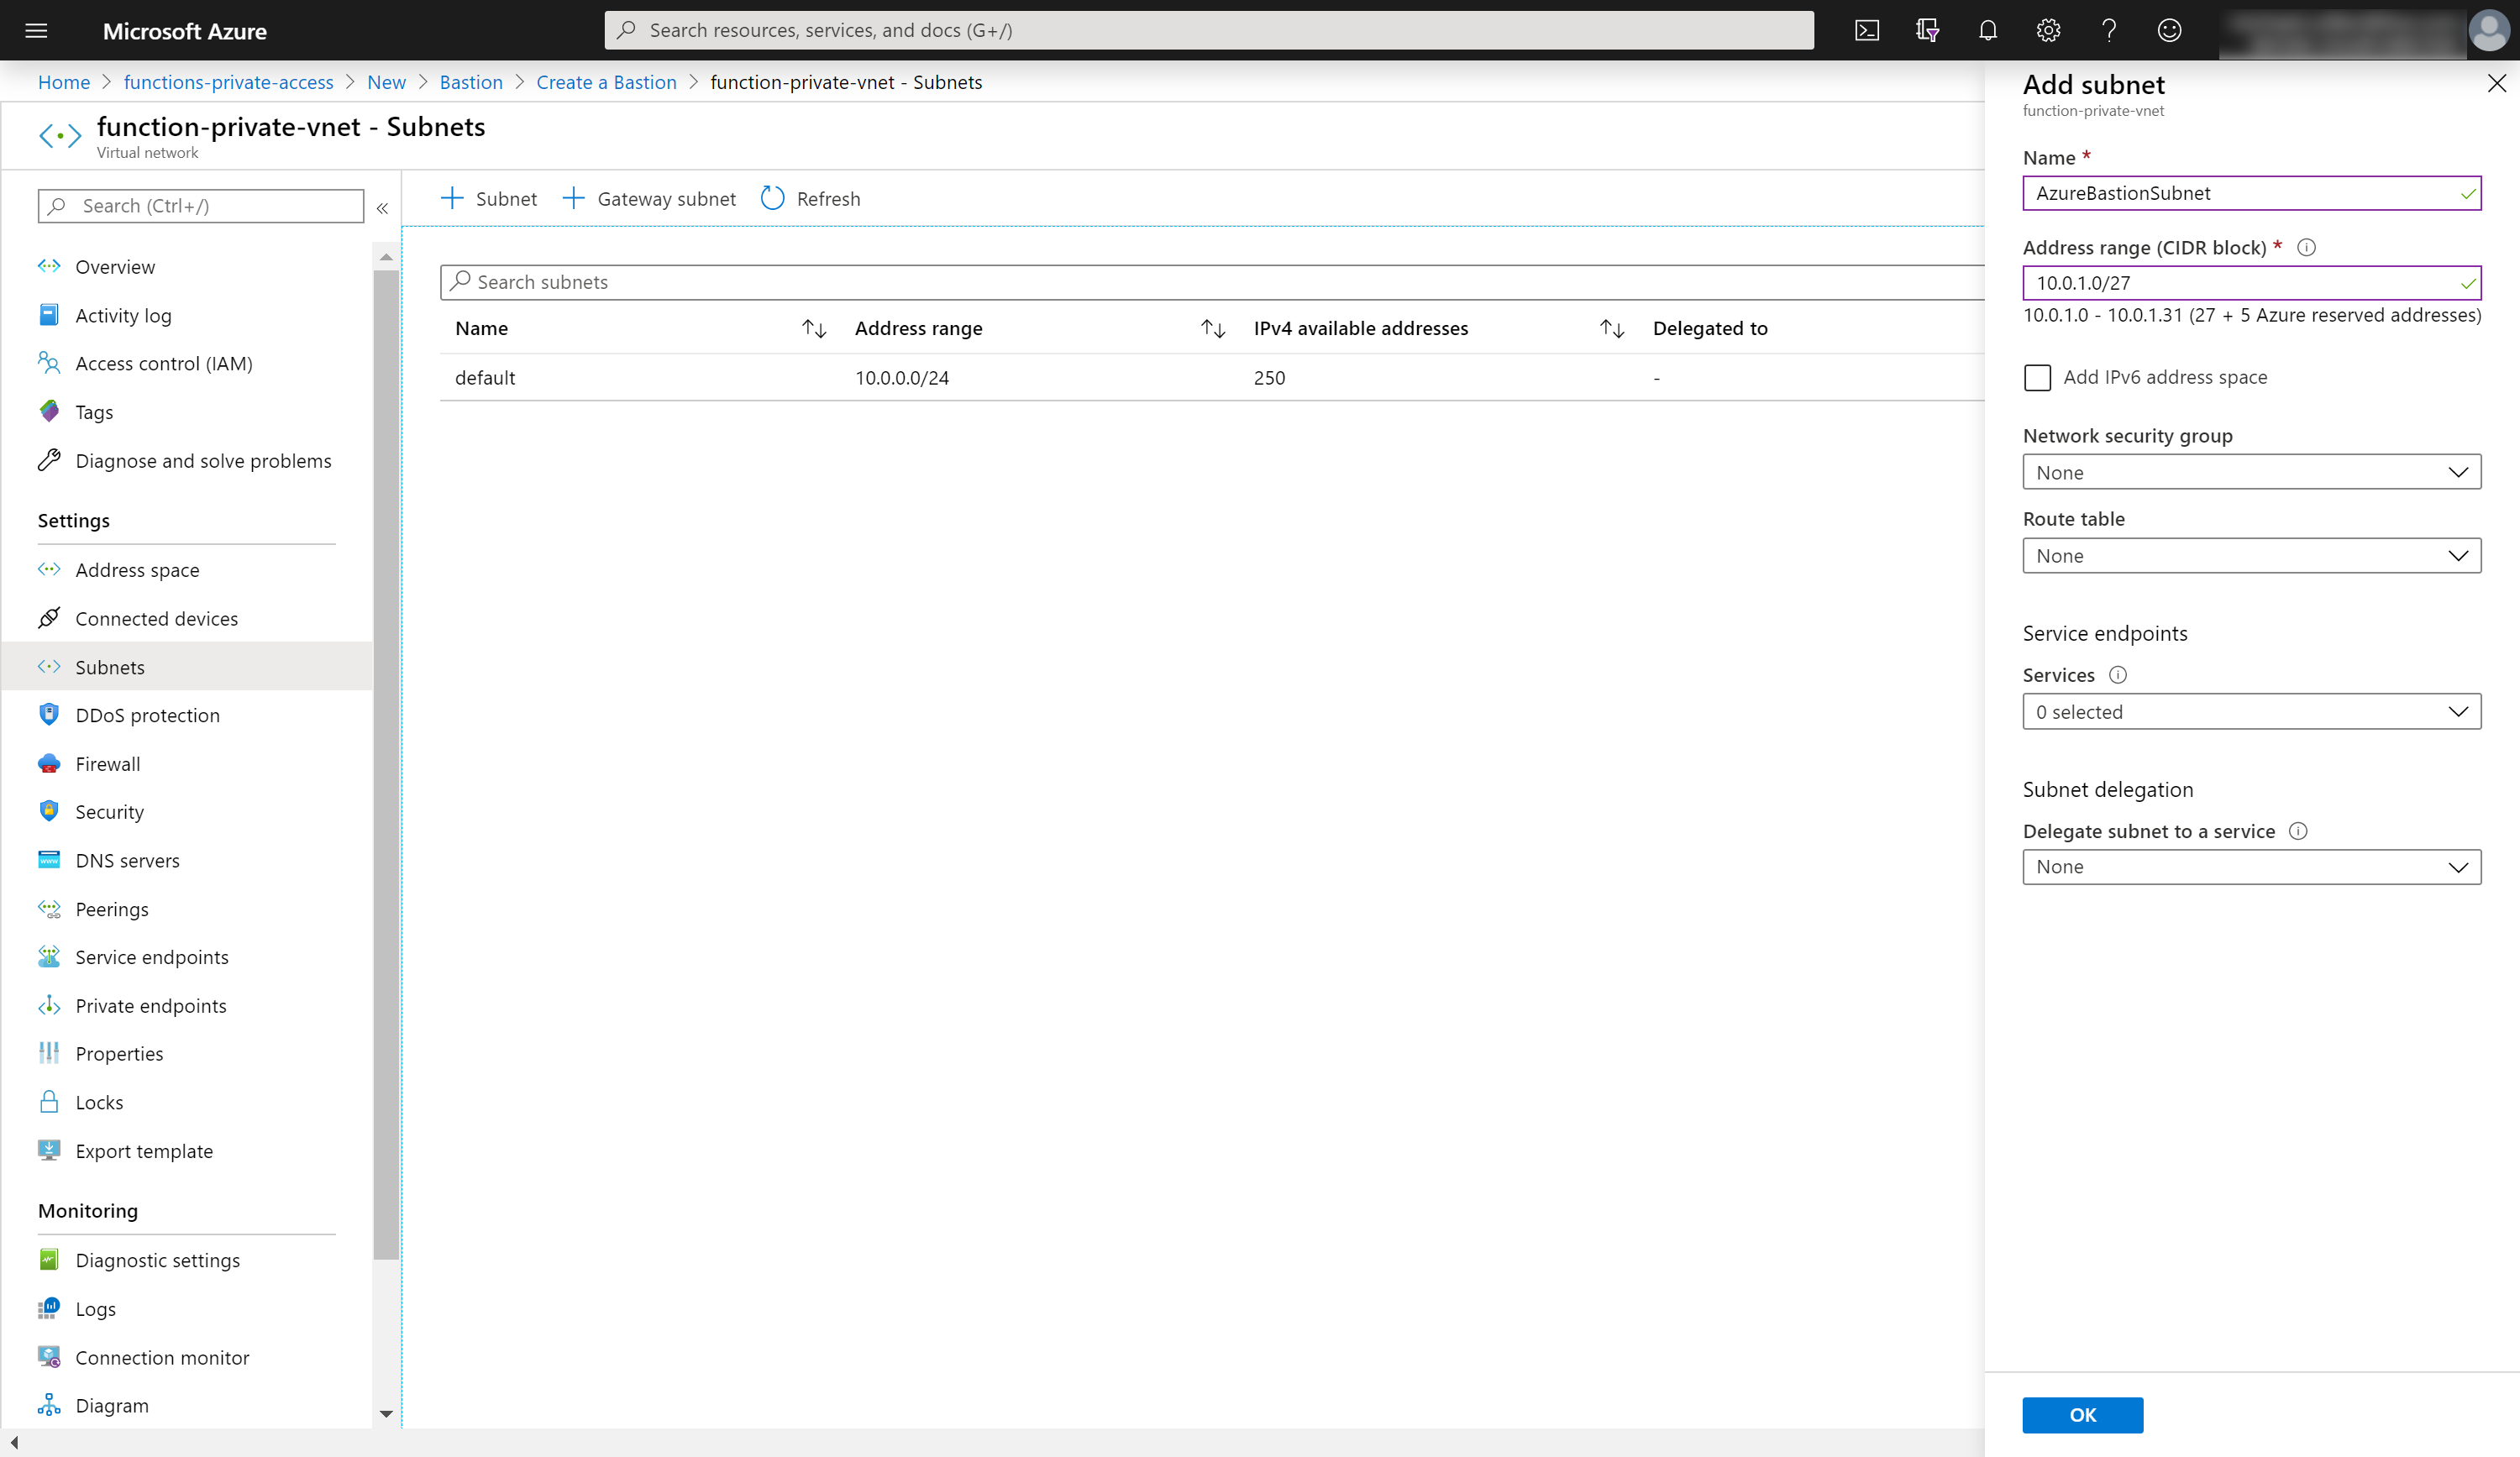 Microsoft Azure
Search resources, services, and docs (G+/)
Home > functions-private-access > New > Bastion > Create a Bastion > function-private-vnet - Subnets
function-private-vnet - Subnets
Virtual network
Search (Ctrl+/)
Overview
Activity log
Access control (IAM)
Tags
Diagnose and solve problems
Settings
Address space
Connected devices
Subnets
DDoS protection
Firewall
Security
DNS servers
Peerings
Service endpoints
Private endpoints
Properties
Locks
Export template
Monitoring
Diagnostic settings
Logs
Connection monitor
Diagram
Subnet
Gateway subnet
Refresh
Search subnets
Name
Address range
IPv4 available addresses
Delegated to
default
10.0.0.0/24
250
-
Add subnet
function-private-vnet
Name *
AzureBastionSubnet
Address range (CIDR block) *
10.0.1.0/27
10.0.1.0 - 10.0.1.31 (27 + 5 Azure reserved addresses)
Add IPv6 address space
Network security group
None
Route table
None
Service endpoints
Services
0 selected
Subnet delegation
Delegate subnet to a service
None
OK